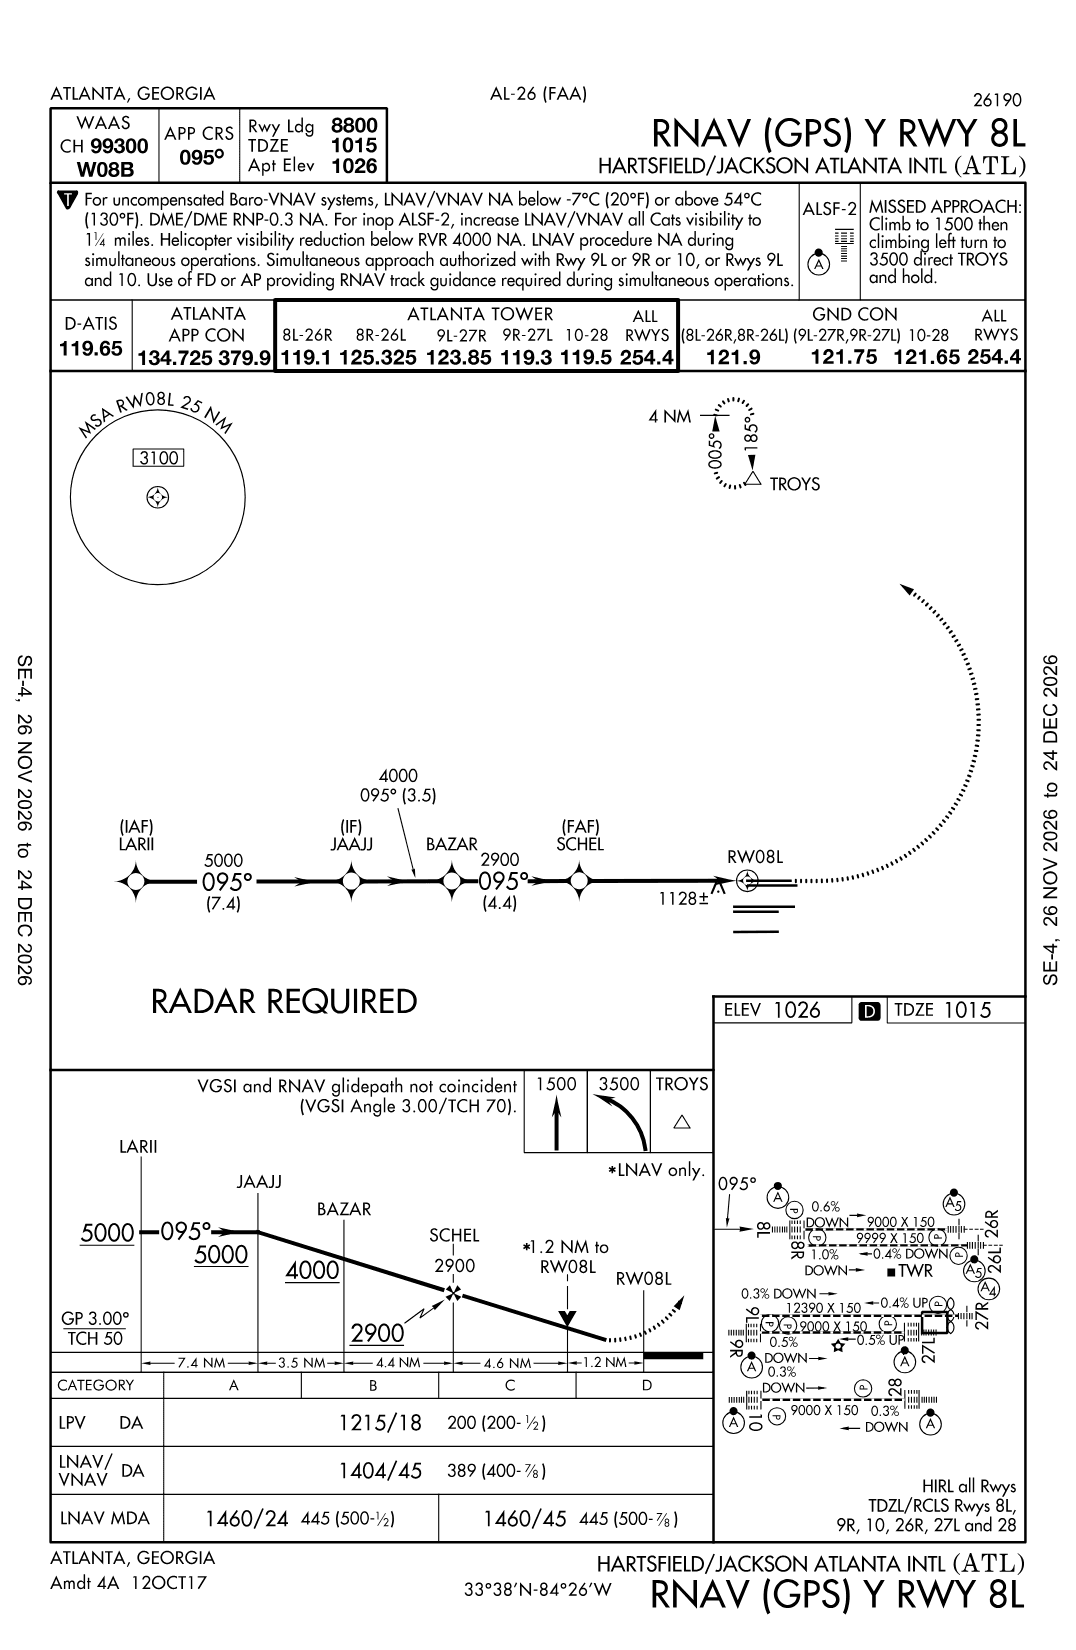 ATLANTA, GEORGIA
AL-26 (FAA)
26190
RNAV (GPS) Y RWY 8L
HARTSFIELD/JACKSON ATLANTA INTL (ATL)
WAAS
CH 99300
W08B
APP CRS
095°
Rwy Ldg 8800
TDZE 1015
Apt Elev 1026
T
For uncompensated Baro-VNAV systems, LNAV/VNAV NA below -7°C (20°F) or above 54°C
(130°F). DME/DME RNP-0.3 NA. For inop ALSF-2, increase LNAV/VNAV all Cats visibility to
1¼ miles. Helicopter visibility reduction below RVR 4000 NA. LNAV procedure NA during
simultaneous operations. Simultaneous approach authorized with Rwy 9L or 9R or 10, or Rwys 9L
and 10. Use of FD or AP providing RNAV track guidance required during simultaneous operations.
ALSF-2
A
MISSED APPROACH:
Climb to 1500 then
climbing left turn to
3500 direct TROYS
and hold.
D-ATIS
119.65
ATLANTA
APP CON
134.725 379.9
ATLANTA TOWER
8L-26R 8R-26L 9L-27R 9R-27L 10-28 ALL RWYS
119.1 125.325 123.85 119.3 119.5 254.4
GND CON
(8L-26R,8R-26L) (9L-27R,9R-27L) 10-28 ALL RWYS
121.9 121.75 121.65 254.4
MSA RW08L 25 NM
3100
4 NM
005°
185°
TROYS
4000
095° (3.5)
(IAF)
LARII
(IF)
JAAJJ
BAZAR
(FAF)
SCHEL
RW08L
5000
095°
(7.4)
2900
095°
(4.4)
1128±
RADAR REQUIRED
SE-4, 26 NOV 2026 to 24 DEC 2026
SE-4, 26 NOV 2026 to 24 DEC 2026
ELEV 1026
D
TDZE 1015
VGSI and RNAV glidepath not coincident
(VGSI Angle 3.00/TCH 70).
1500
3500
TROYS
*LNAV only.
LARII
JAAJJ
BAZAR
SCHEL
2900
*1.2 NM to
RW08L
RW08L
5000
095°
5000
4000
2900
GP 3.00°
TCH 50
7.4 NM
3.5 NM
4.4 NM
4.6 NM
1.2 NM
CATEGORY A B C D
LPV DA 1215/18 200 (200-½)
LNAV/
VNAV DA 1404/45 389 (400-⅞)
LNAV MDA 1460/24 445 (500-½) 1460/45 445 (500-⅞)
095°
A
P
A5
0.6%
DOWN
9000 X 150
8L
26R
P
9999 X 150
P
8R
1.0%
DOWN
0.4% DOWN
P
26L
A5
TWR
A4
0.3% DOWN
0.4% UP
P
12390 X 150
9L
27R
P
P
9000 X 150
P
9R
0.5%
DOWN
0.5% UP
27L
A
0.3%
DOWN
A
P
28
10
9000 X 150
0.3%
DOWN
A
P
A
HIRL all Rwys
TDZL/RCLS Rwys 8L,
9R, 10, 26R, 27L and 28
ATLANTA, GEORGIA
Amdt 4A 12OCT17
33°38'N-84°26'W
HARTSFIELD/JACKSON ATLANTA INTL (ATL)
RNAV (GPS) Y RWY 8L